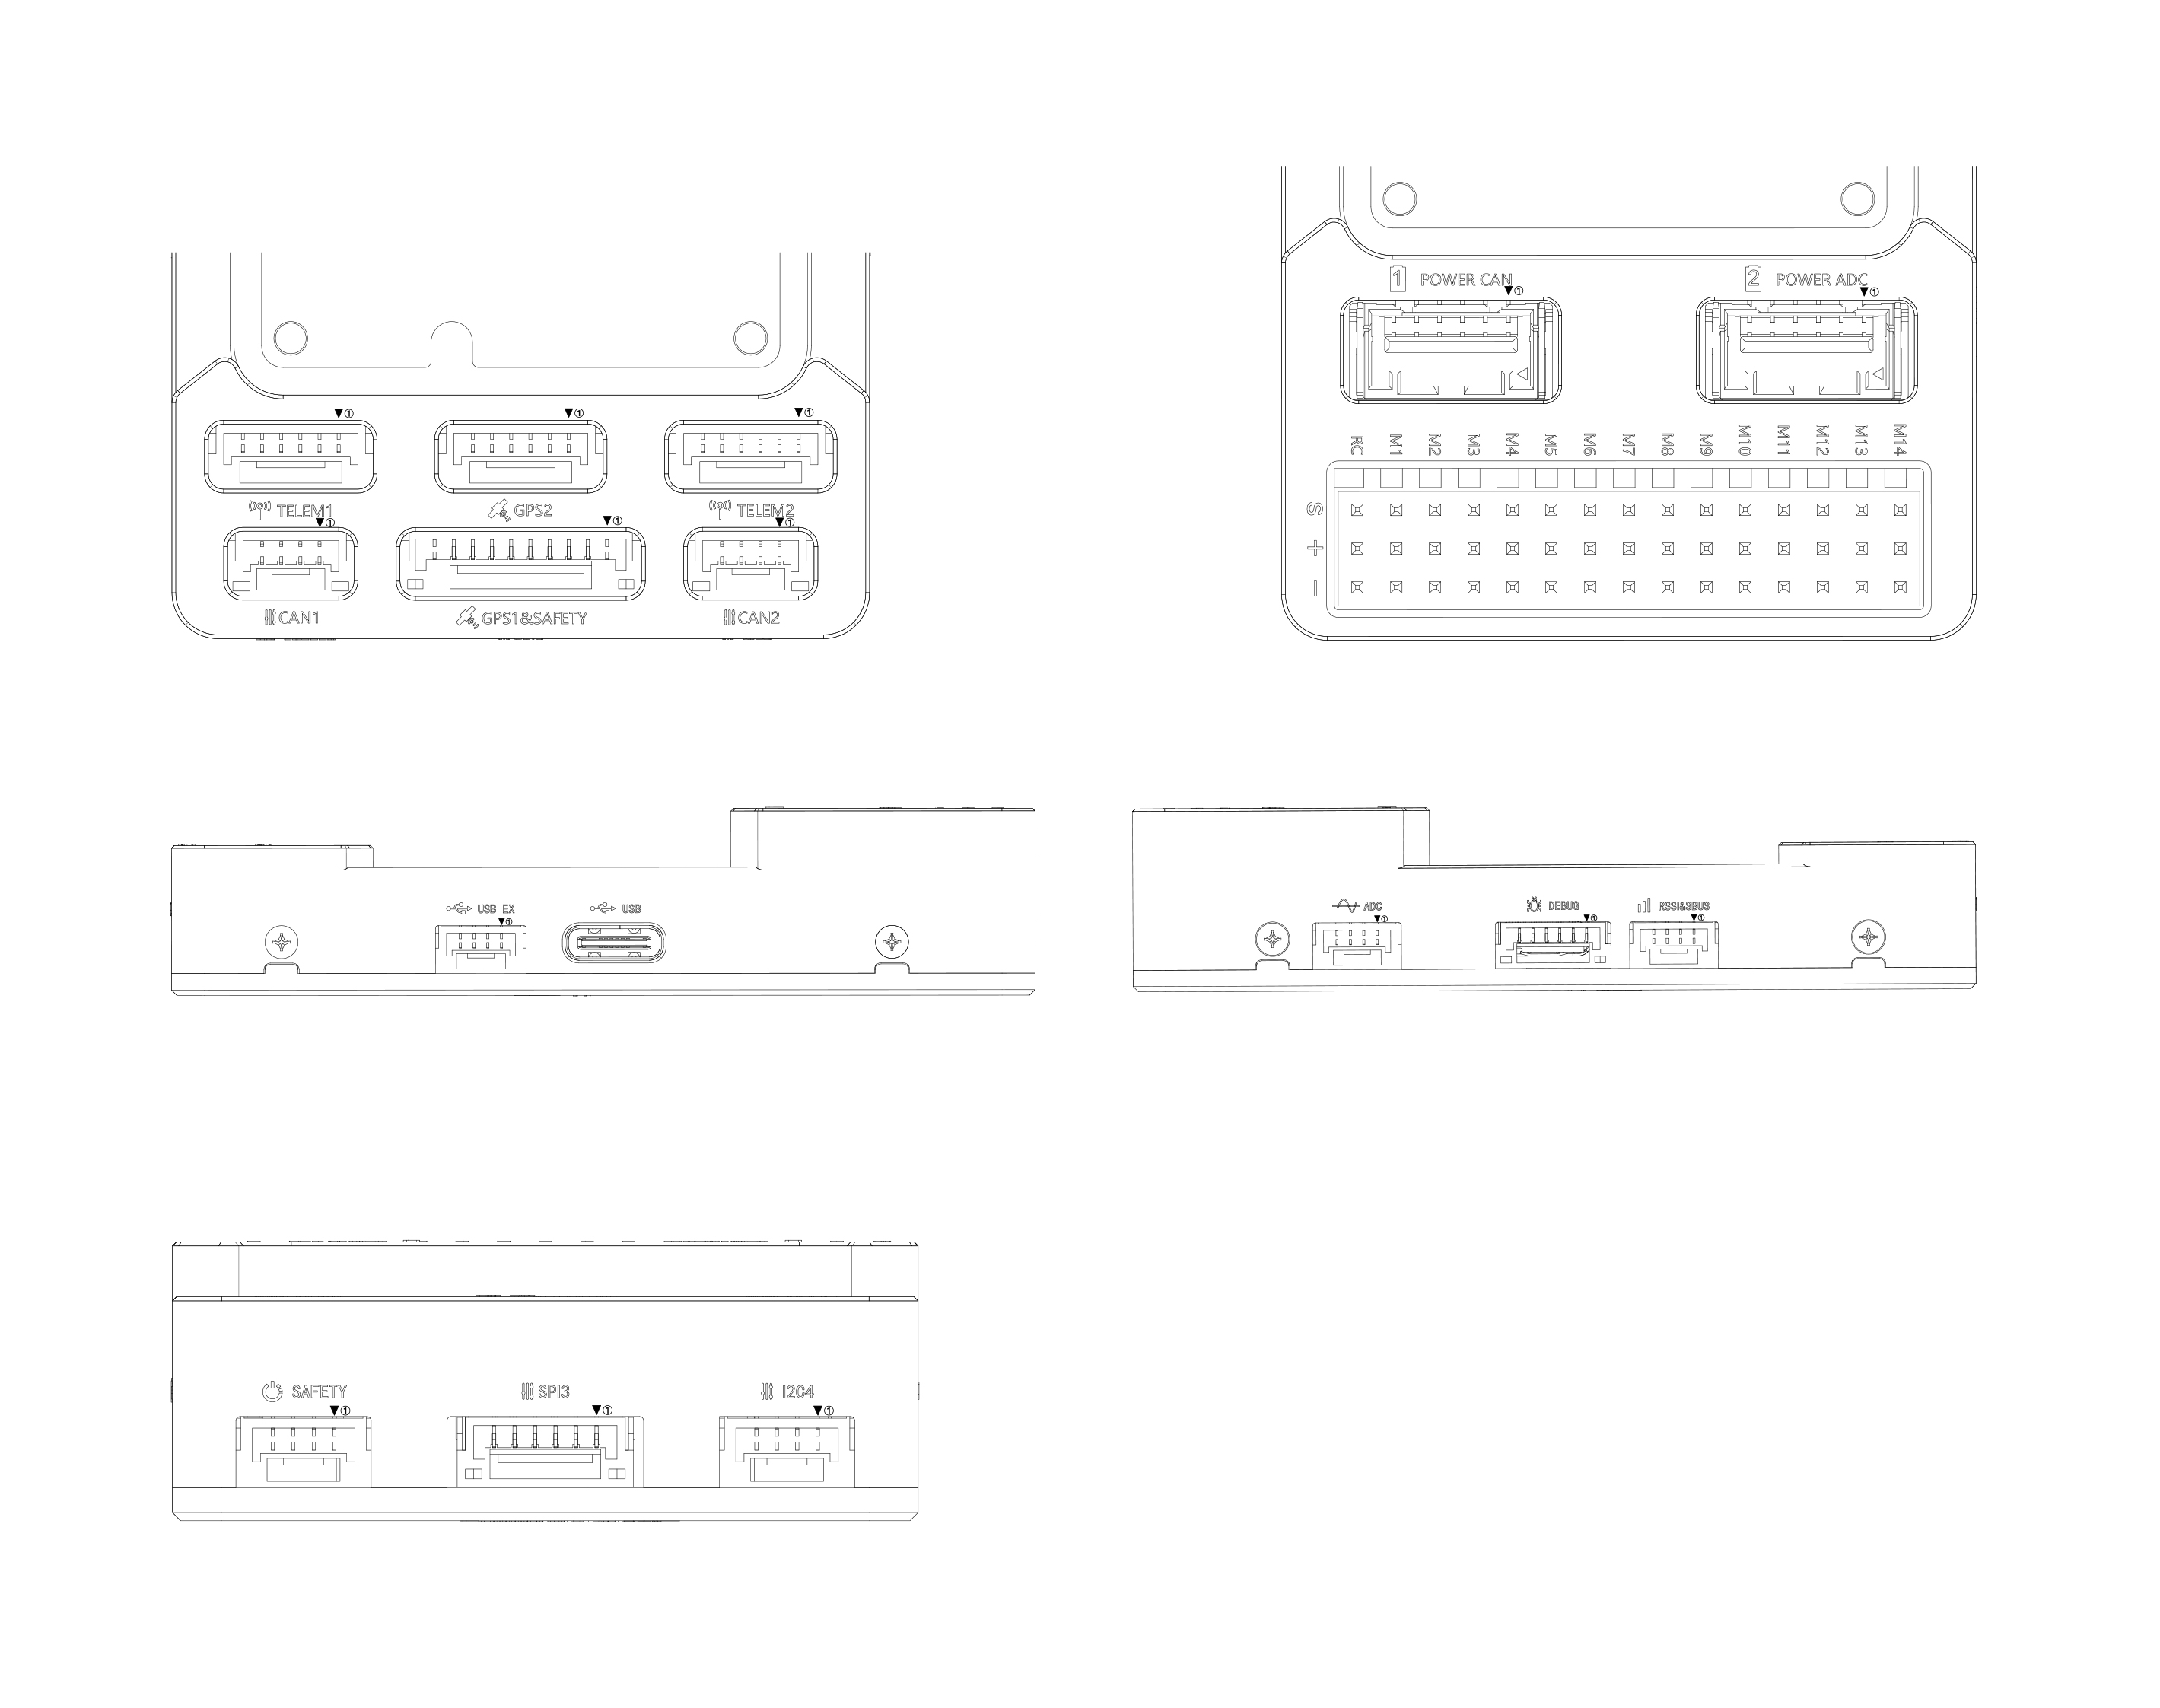 1 POWER CAN ① 2 POWER ADC ①
① ① ①
RC M1 M2 M3 M4 M5 M6 M7 M8 M9 M10 M11 M12 M13 M14
TELEM1 GPS2 TELEM2
① ① ①
S
+
−
CAN1 GPS1&SAFETY CAN2
USB EX USB
①
ADC DEBUG RSSI&SBUS
① ① ①
SAFETY SPI3 I2C4
① ① ①